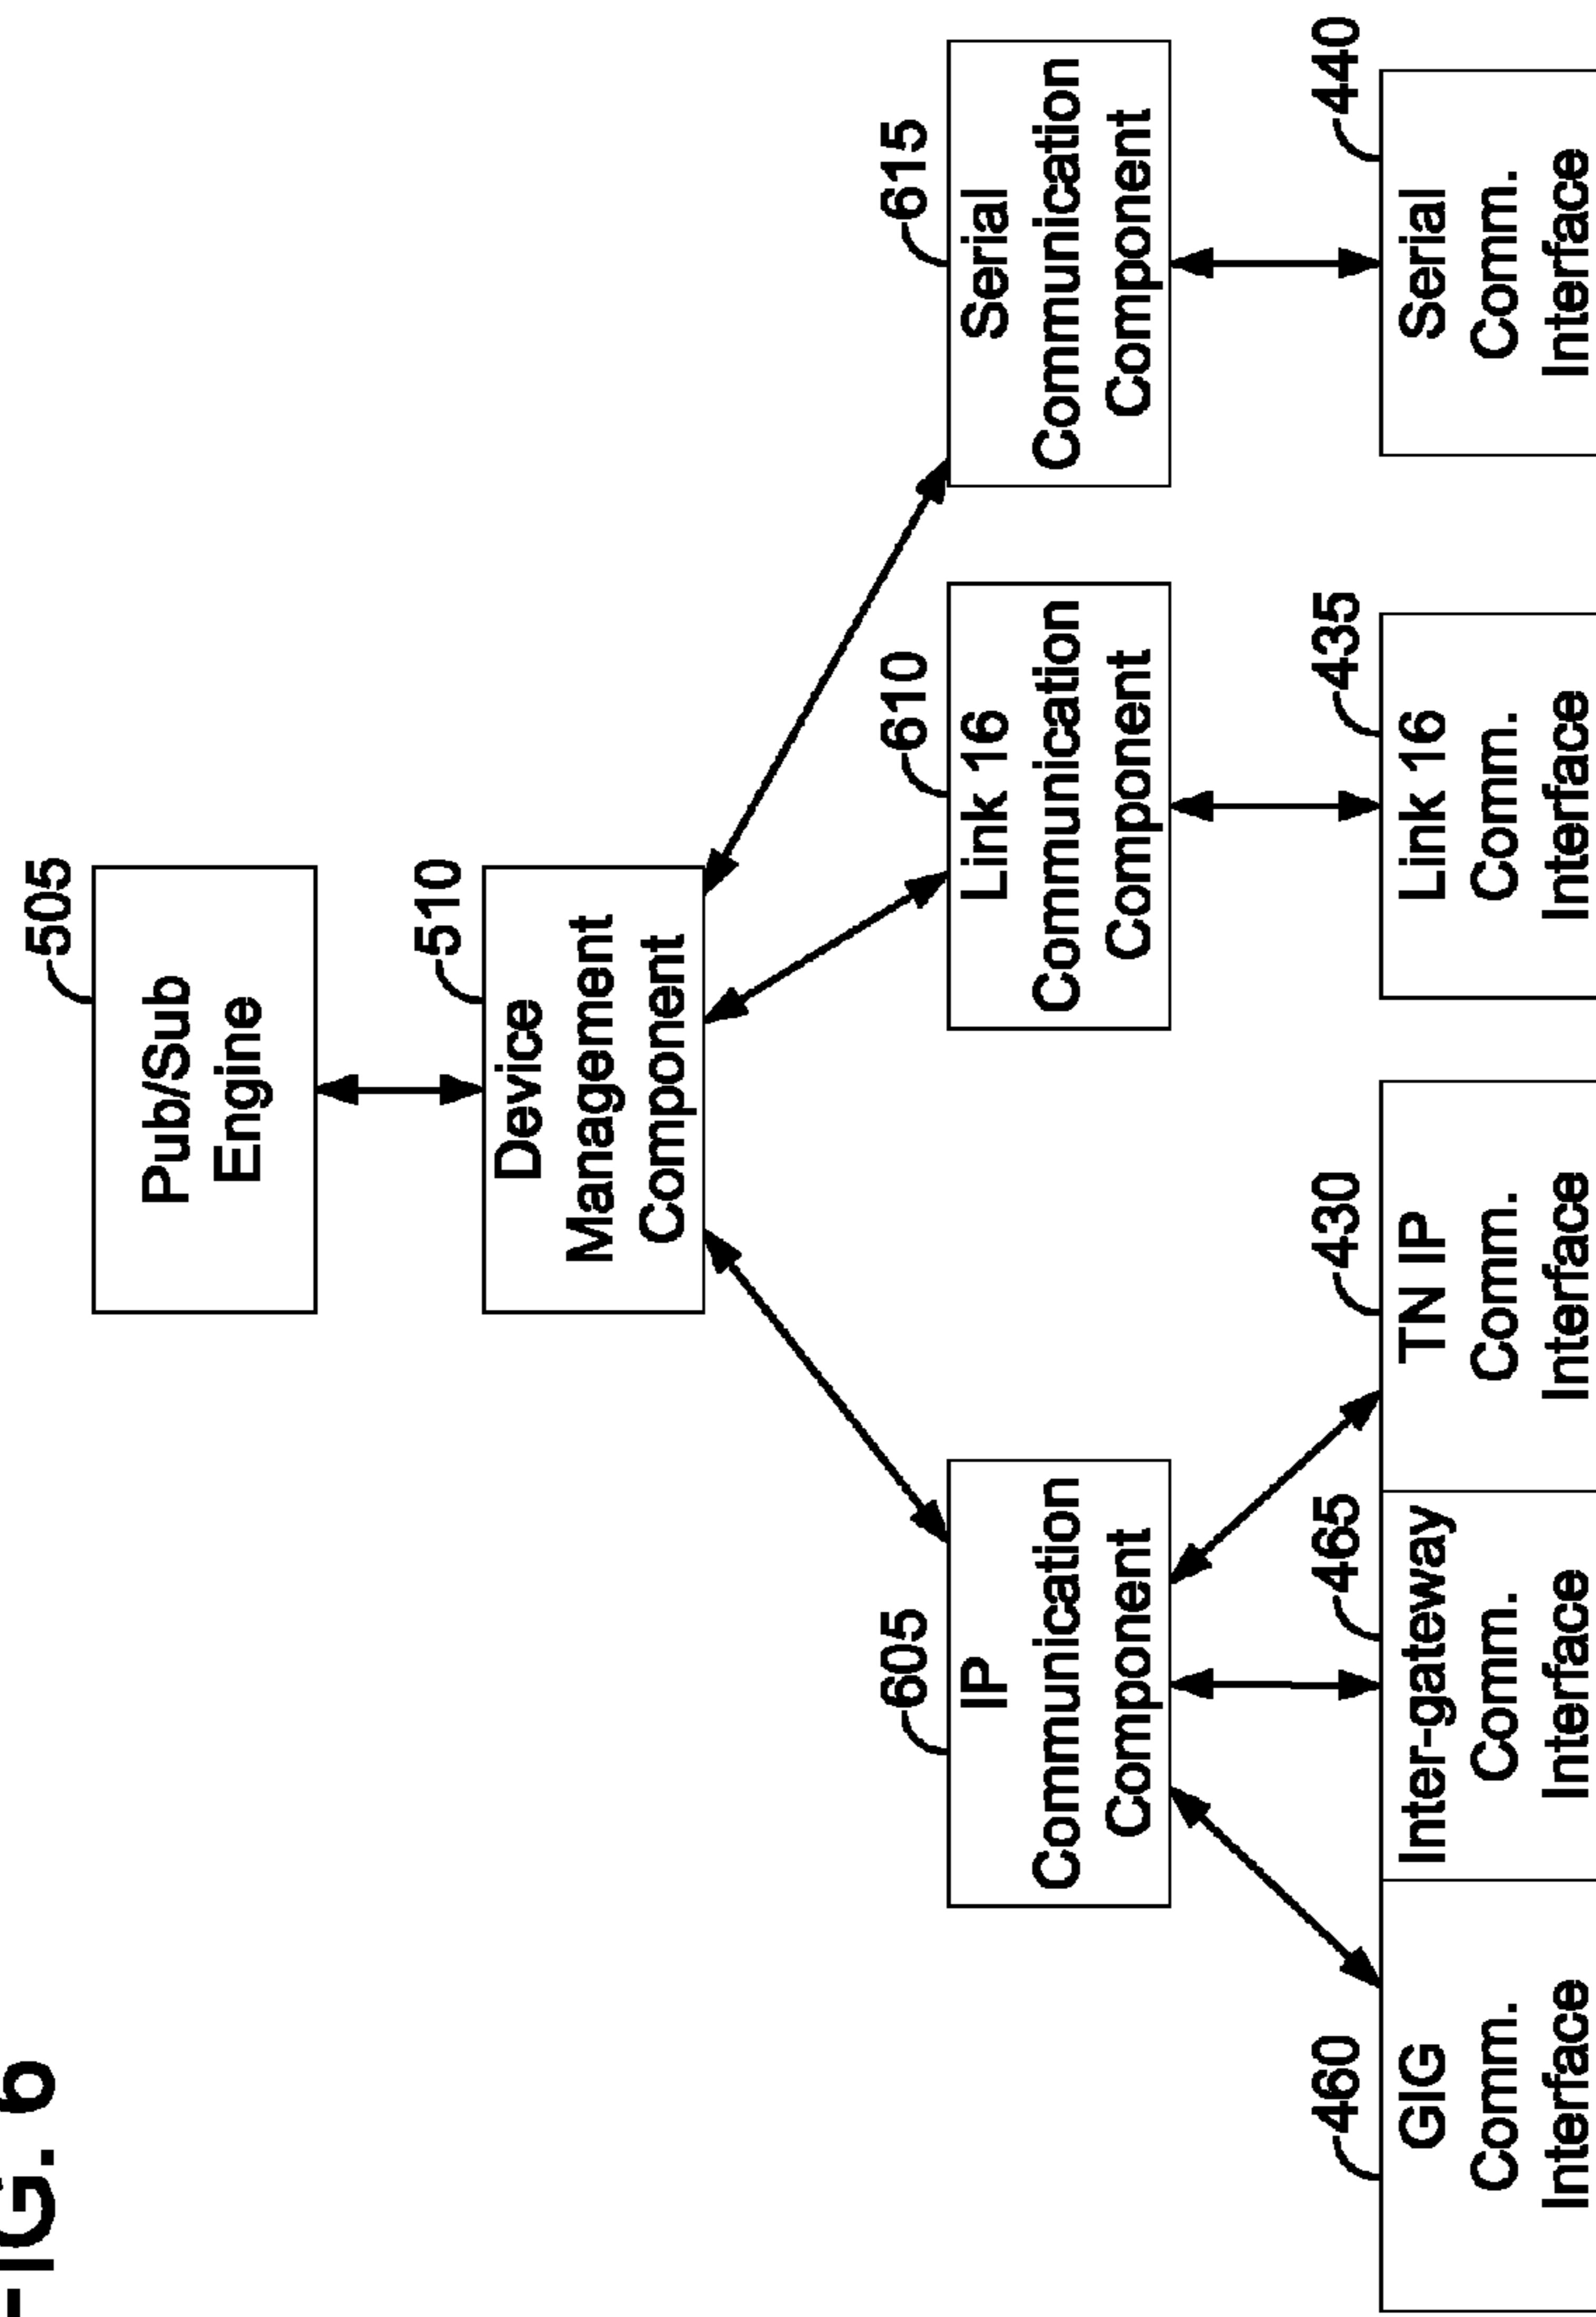 FIG. 6
505
Pub/Sub
Engine
510
Device
Management
Component
605
IP
Communication
Component
610
Link 16
Communication
Component
615
Serial
Communication
Component
460
GIG
Comm.
Interface
465
Inter-gateway
Comm.
Interface
430
TN IP
Comm.
Interface
435
Link 16
Comm.
Interface
440
Serial
Comm.
Interface